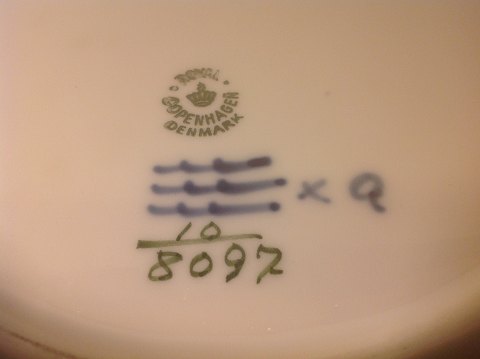 ROYAL
COPENHAGEN
DENMARK
x Q
10
8097